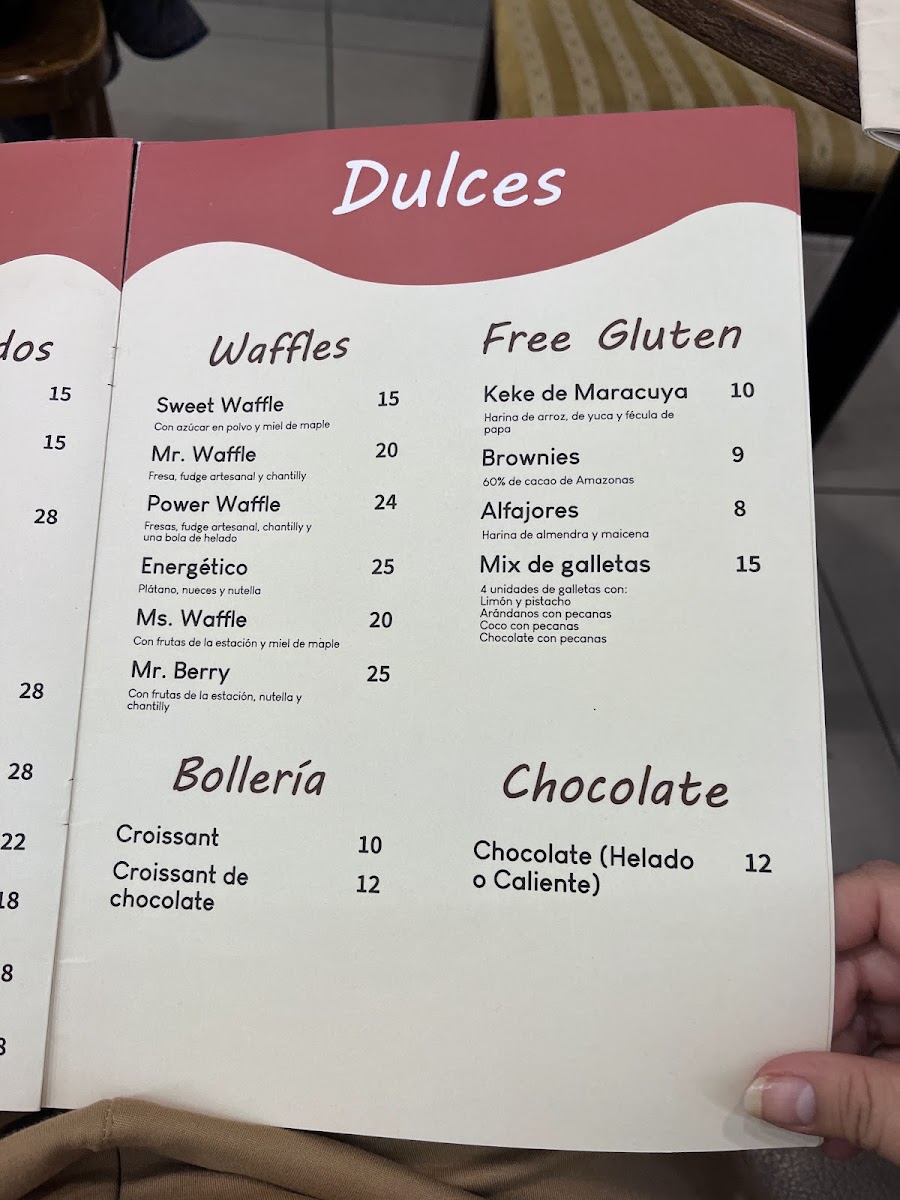 Dulces
dos
15
15
28
28
28
22
18
8
Waffles
Sweet Waffle 15
Con azúcar en polvo y miel de maple
Mr. Waffle 20
Fresa, fudge artesanal y chantilly
Power Waffle 24
Fresas, fudge artesanal, chantilly y
una bola de helado
Energético 25
Plátano, nueces y nutella
Ms. Waffle 20
Con frutas de la estación y miel de maple
Mr. Berry 25
Con frutas de la estación, nutella y
chantilly
Bollería
Croissant 10
Croissant de
chocolate 12
Free Gluten
Keke de Maracuya 10
Harina de arroz, de yuca y fécula de
papa
Brownies 9
60% de cacao de Amazonas
Alfajores 8
Harina de almendra y maicena
Mix de galletas 15
4 unidades de galletas con:
Limón y pistacho
Arándanos con pecanas
Coco con pecanas
Chocolate con pecanas
Chocolate
Chocolate (Helado
o Caliente) 12